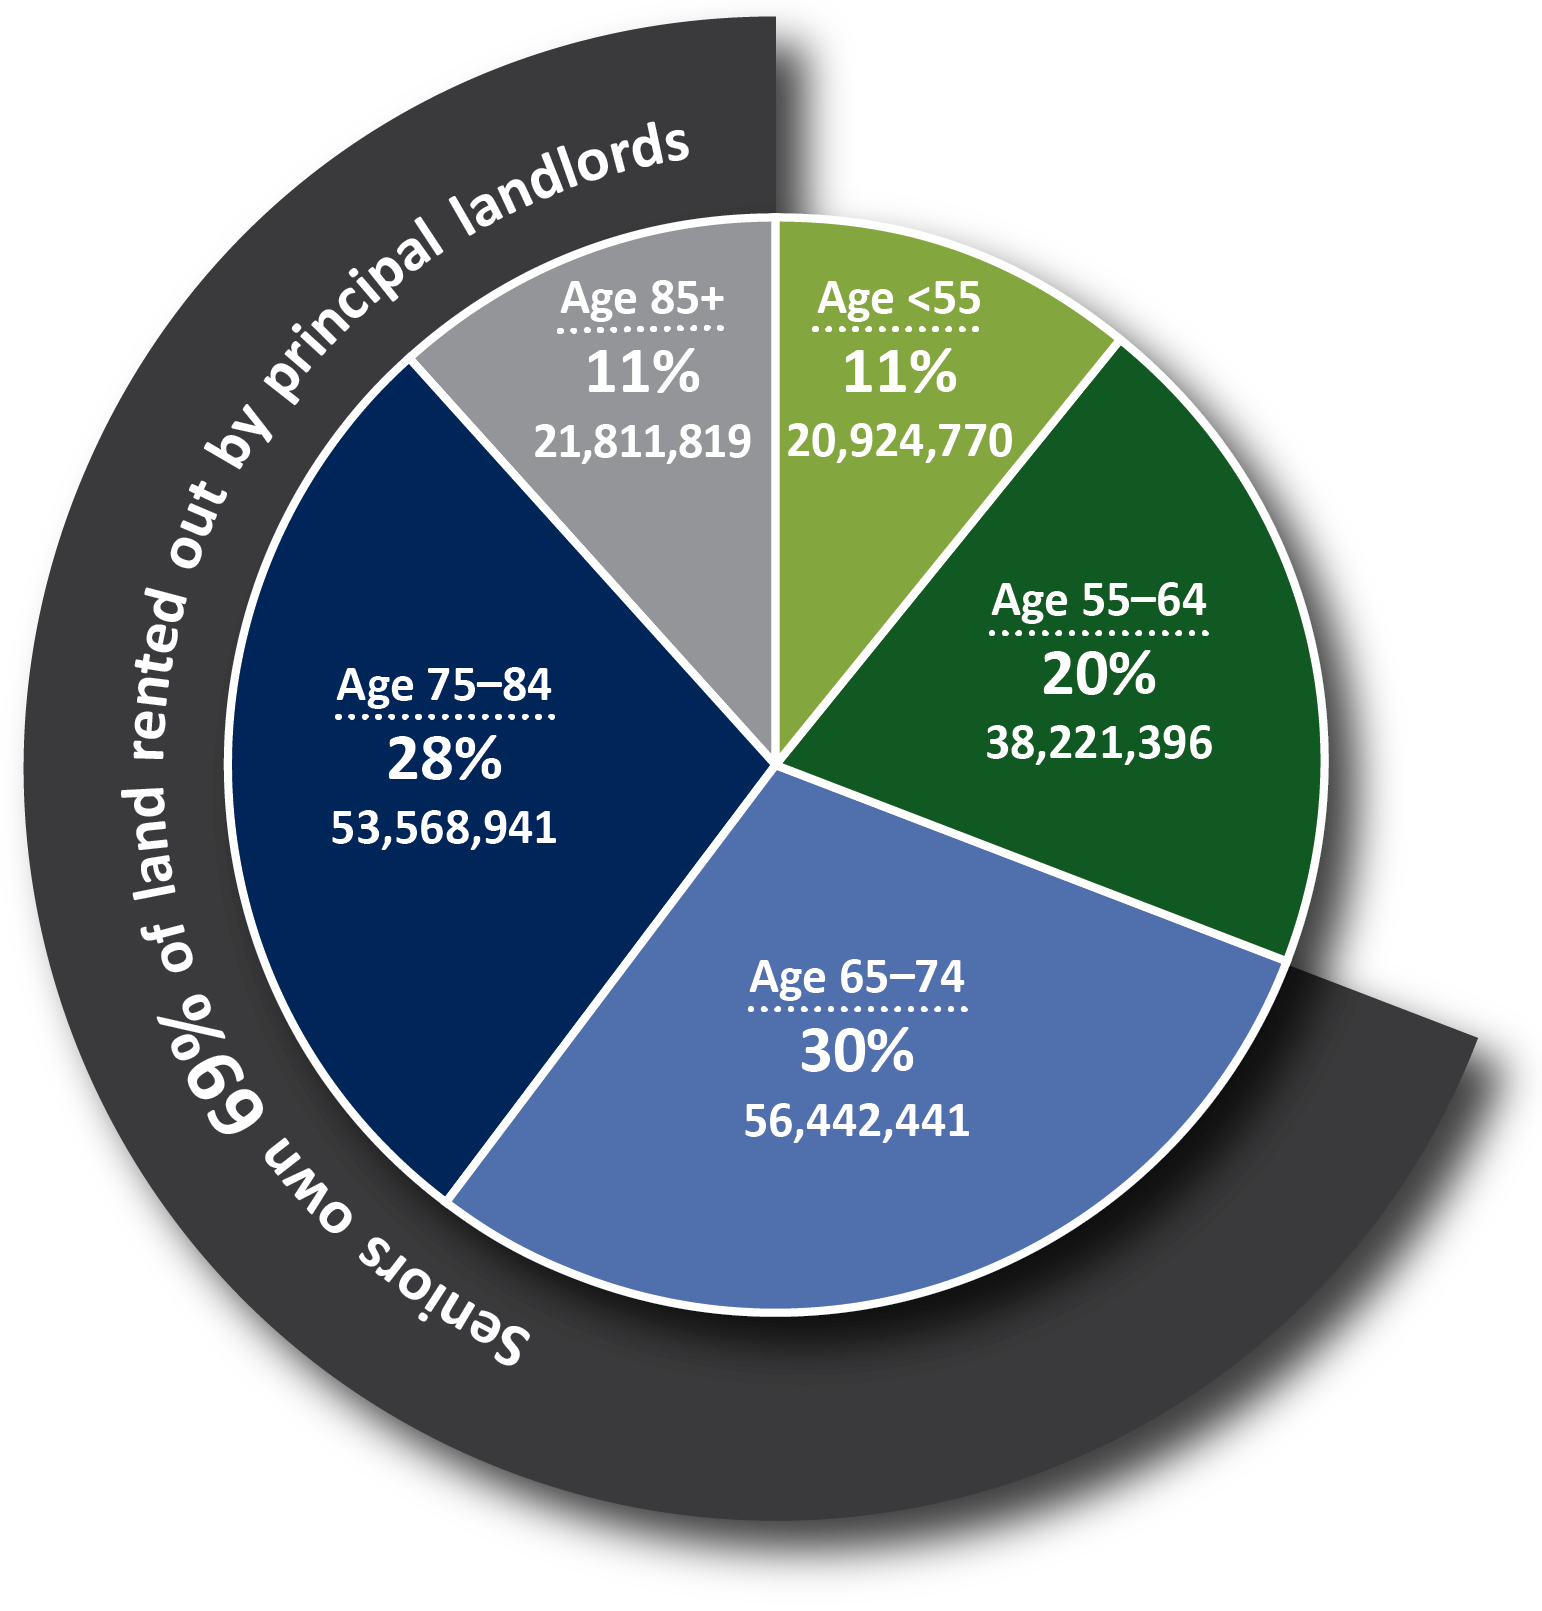 Seniors own 69% of land rented out by principal landlords
Age 85+
11%
21,811,819
Age <55
11%
20,924,770
Age 55–64
20%
38,221,396
Age 75–84
28%
53,568,941
Age 65–74
30%
56,442,441